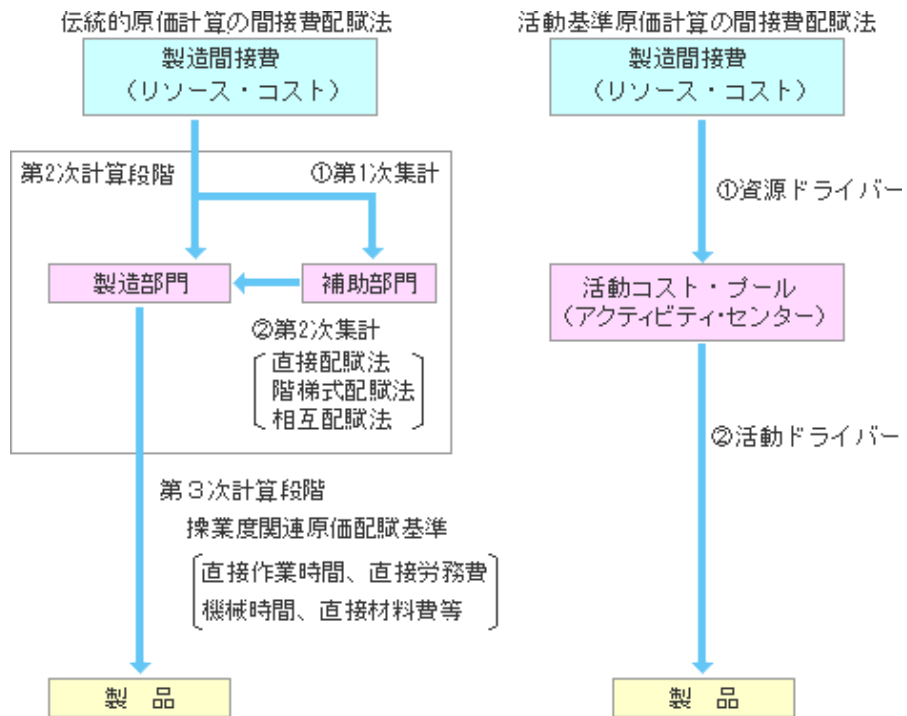 伝統的原価計算の間接費配賦法
製造間接費
（リソース・コスト）
第2次計算段階
①第1次集計
製造部門
補助部門
②第2次集計
直接配賦法
階梯式配賦法
相互配賦法
第３次計算段階
操業度関連原価配賦基準
直接作業時間、直接労務費
機械時間、直接材料費等
製　品
活動基準原価計算の間接費配賦法
製造間接費
（リソース・コスト）
①資源ドライバー
活動コスト・プール
（アクティビティ・センター）
②活動ドライバー
製　品